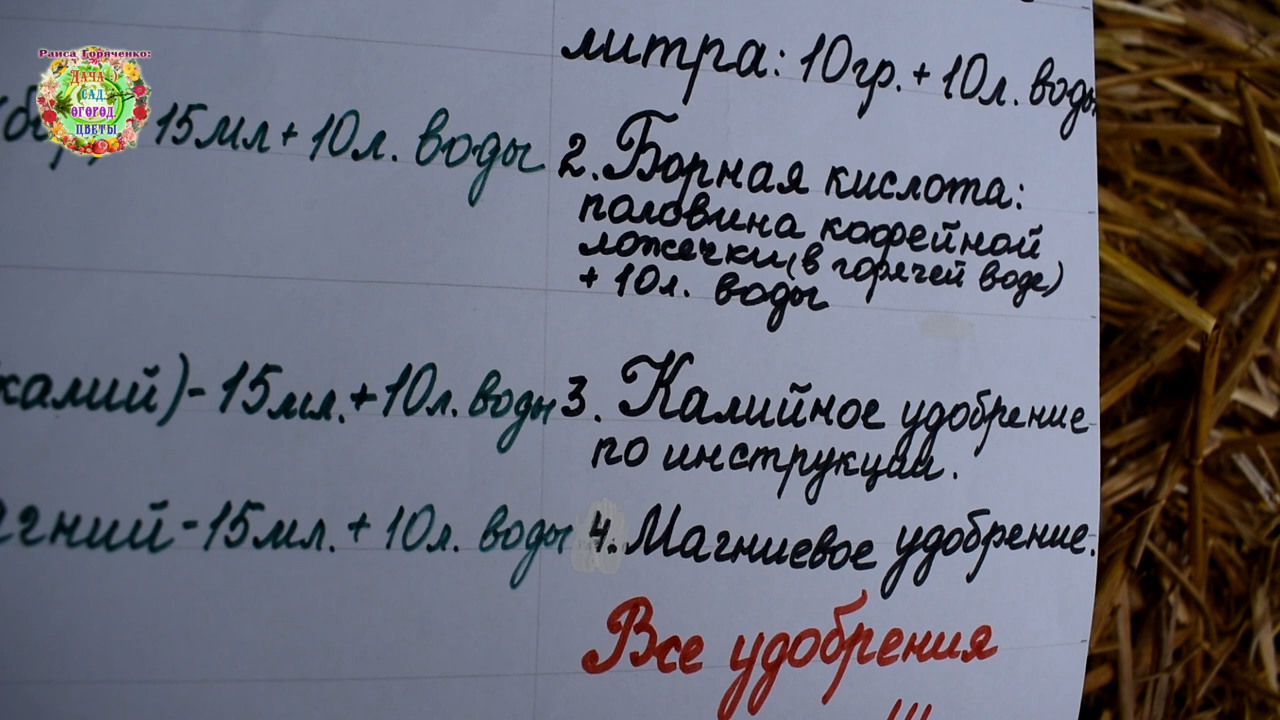 Раиса Горяченко:
ДАЧА
САД,
ОГОРОД,
ЦВЕТЫ
15мл + 10л. воды
калий) - 15мл. + 10л. воды
- 15мл. + 10л. воды
литра: 10гр. + 10л. воды
2. Борная кислота:
половина кофейной
ложечки (в горячей воде)
+ 10л. воды
3. Калийное удобрение
по инструкции.
4. Магниевое удобрение.
Все удобрения
!!!